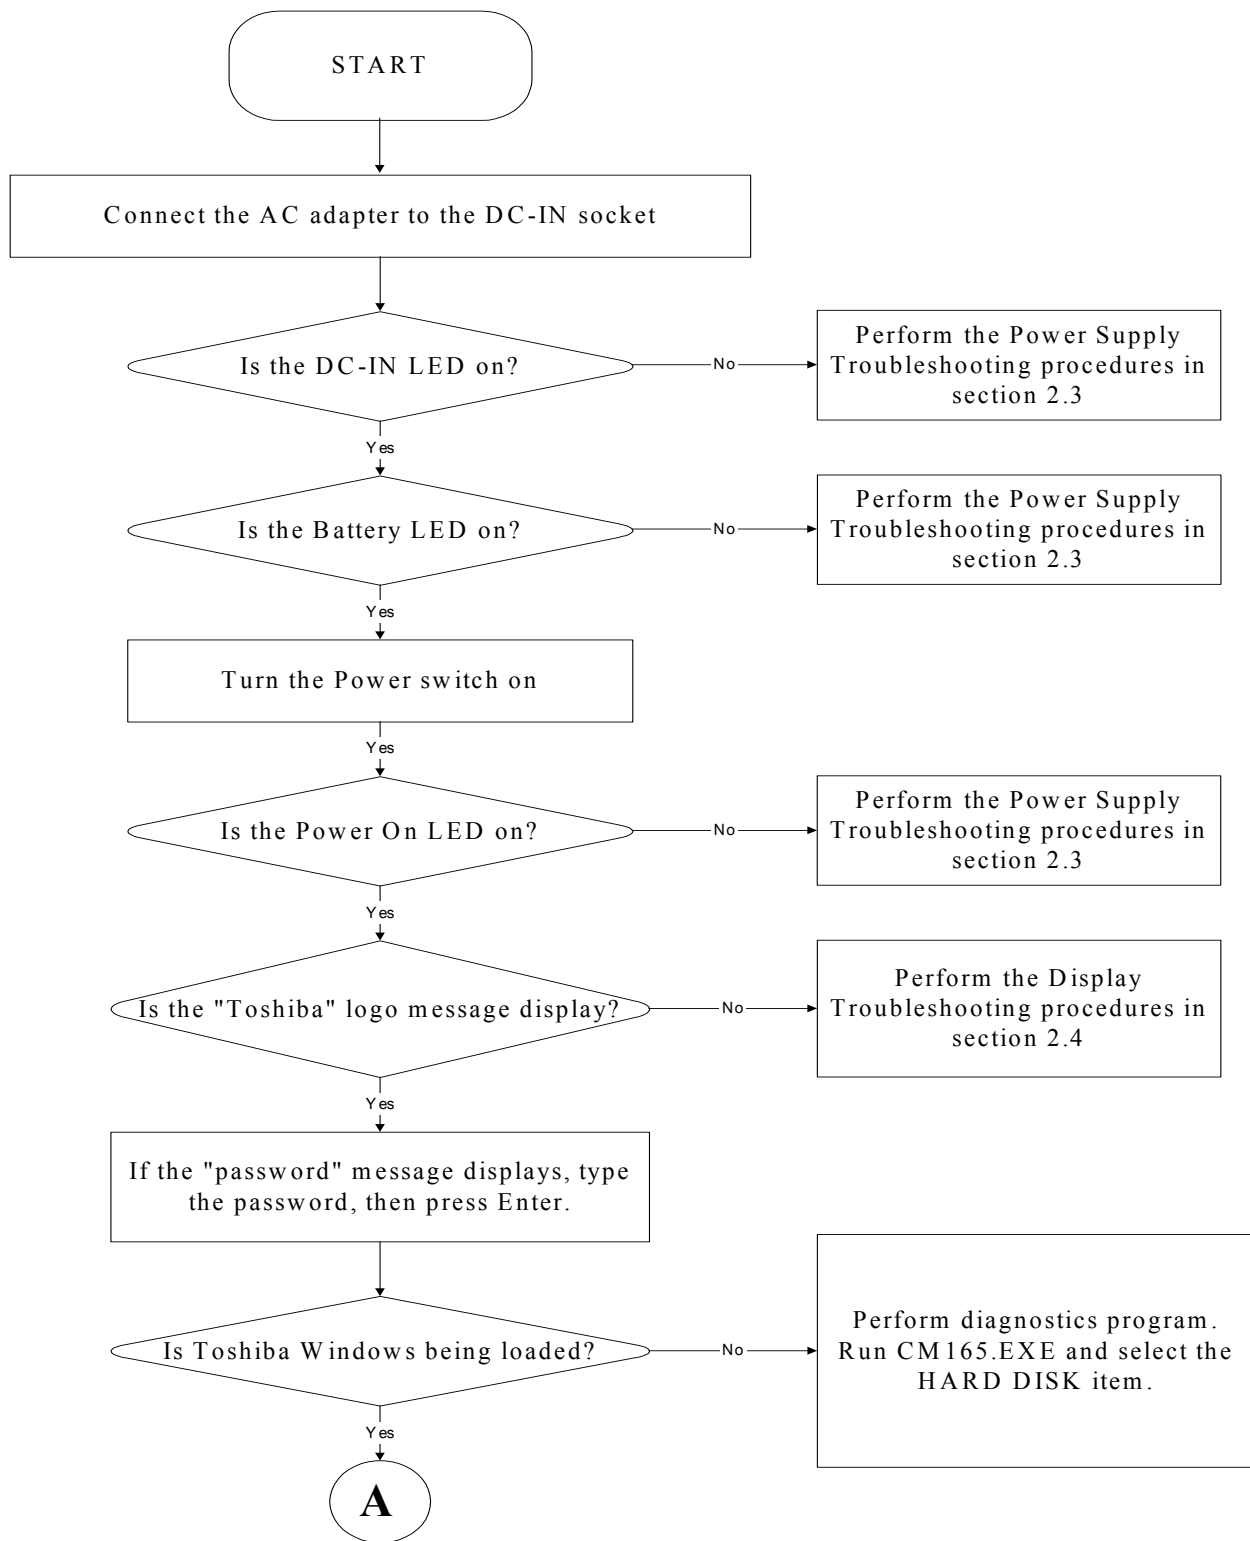 START
Connect the AC adapter to the DC-IN socket
Is the DC-IN LED on?
No
Perform the Power Supply
Troubleshooting procedures in
section 2.3
Yes
Is the Battery LED on?
No
Perform the Power Supply
Troubleshooting procedures in
section 2.3
Yes
Turn the Power switch on
Yes
Is the Power On LED on?
No
Perform the Power Supply
Troubleshooting procedures in
section 2.3
Yes
Is the "Toshiba" logo message display?
No
Perform the Display
Troubleshooting procedures in
section 2.4
Yes
If the "password" message displays, type
the password, then press Enter.
Is Toshiba Windows being loaded?
No
Perform diagnostics program.
Run CM165.EXE and select the
HARD DISK item.
Yes
A